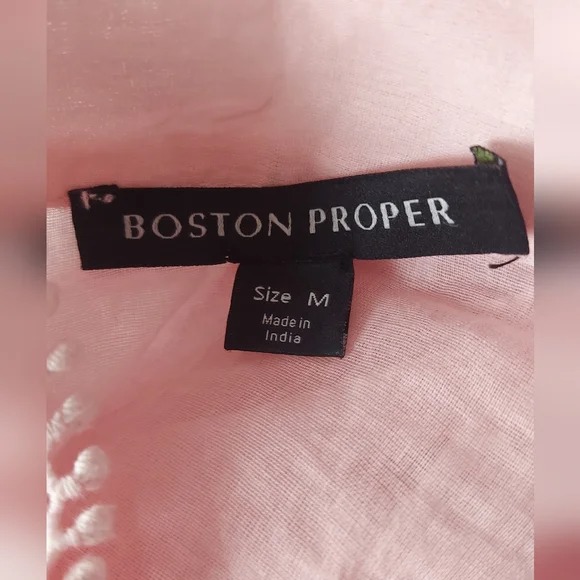 BOSTON PROPER
Size M
Made in
India